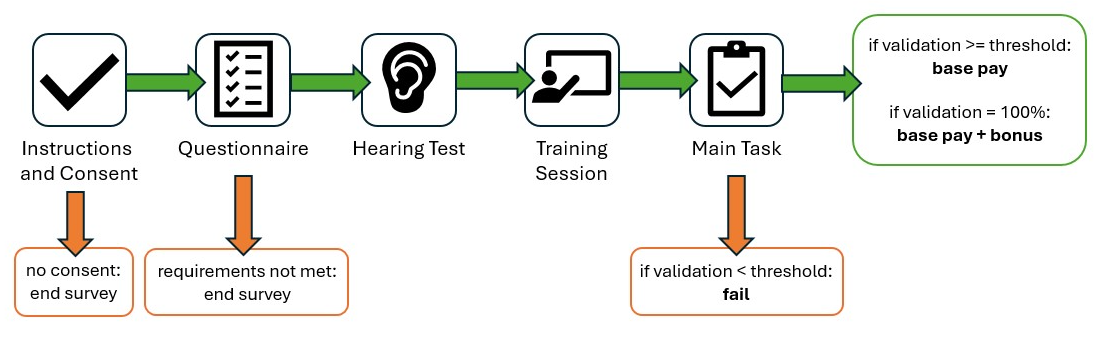 Instructions
and Consent
Questionnaire
Hearing Test
Training
Session
Main Task
if validation >= threshold:
base pay
if validation = 100%:
base pay + bonus
no consent:
end survey
requirements not met:
end survey
if validation < threshold:
fail